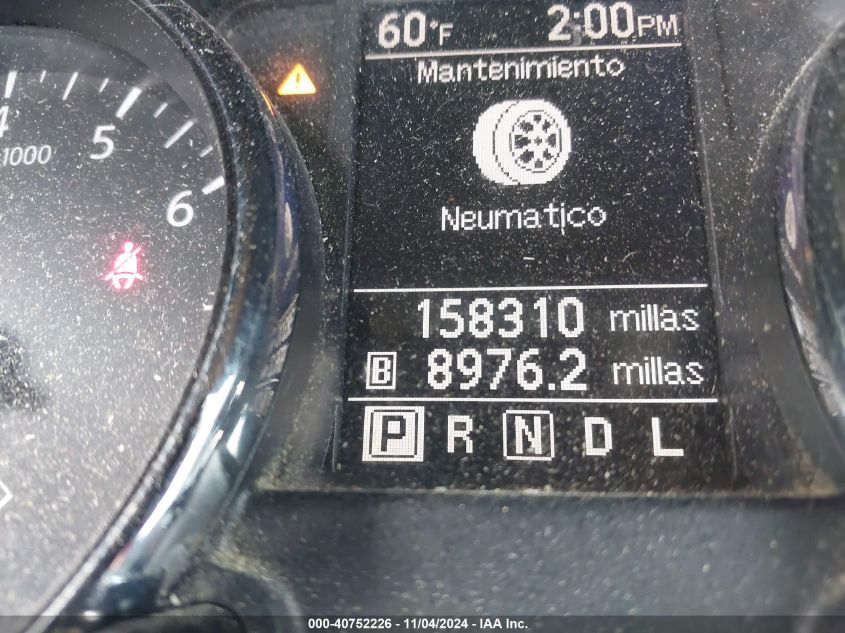 60°F 2:00PM
Mantenimiento
4
5
1000
6
Neumatico
158310 millas
B 8976.2 millas
P R N D L
000-40752226 - 11/04/2024 - IAA Inc.